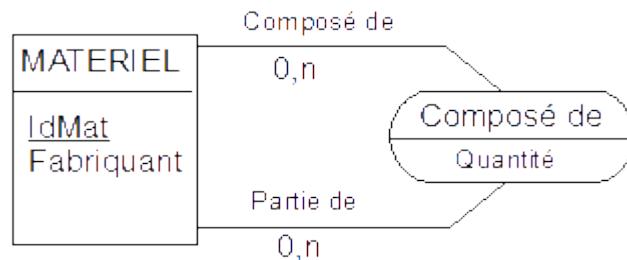 Composé de
0,n
MATERIEL
IdMat
Fabriquant
Composé de
Quantité
Partie de
0,n